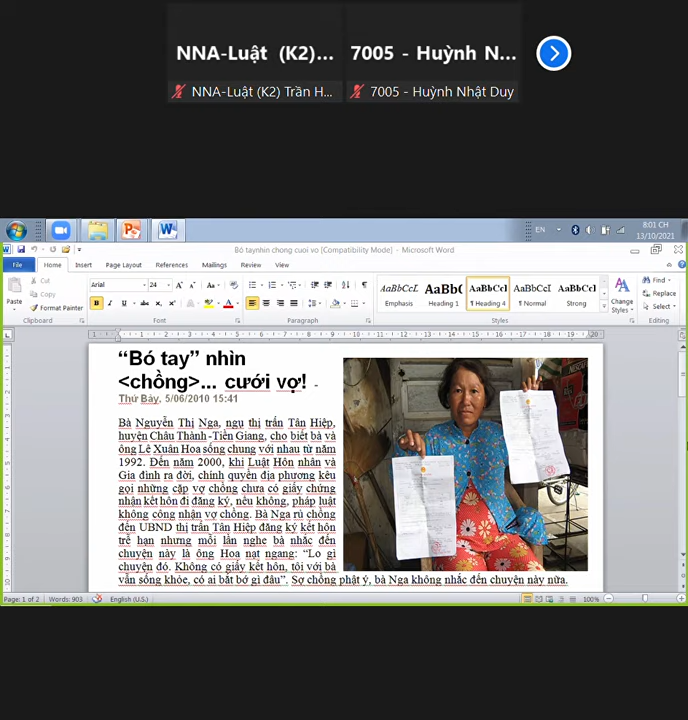 NNA-Luật (K2)... 7005 - Huỳnh N...
NNA-Luật (K2) Trần H... 7005 - Huỳnh Nhật Duy
EN 8:01 CH
13/10/2021
Bó taynhin chong cuoi vo [Compatibility Mode] - Microsoft Word
File Home Insert Page Layout References Mailings Review View
Paste Cut Copy Format Painter
Arial 24
AaBbCcL AaBb( AaBbCcI AaBbCcDc AaBbCcI
Emphasis Heading 1 ¶ Heading 4 ¶ Normal Strong
Change Styles
Find Replace Select
Clipboard Font Paragraph Styles Editing
“Bó tay” nhìn
<chồng>... cưới vợ! -
Thứ Bảy, 5/06/2010 15:41
Bà Nguyễn Thị Nga, ngụ thị trấn Tân Hiệp,
huyện Châu Thành -Tiền Giang, cho biết bà và
ông Lê Xuân Hoa sống chung với nhau từ năm
1992. Đến năm 2000, khi Luật Hôn nhân và
Gia đình ra đời, chính quyền địa phương kêu
gọi những cặp vợ chồng chưa có giấy chứng
nhận kết hôn đi đăng ký, nếu không, pháp luật
không công nhận vợ chồng. Bà Nga rủ chồng
đến UBND thị trấn Tân Hiệp đăng ký kết hôn
trễ hạn nhưng mỗi lần nghe bà nhắc đến
chuyện này là ông Hoa nạt ngang: “Lo gì
chuyện đó. Không có giấy kết hôn, tôi với bà
vẫn sống khỏe, có ai bắt bớ gì đâu”. Sợ chồng phật ý, bà Nga không nhắc đến chuyện này nữa.
Page: 1 of 2 Words: 903 English (U.S.) 100%